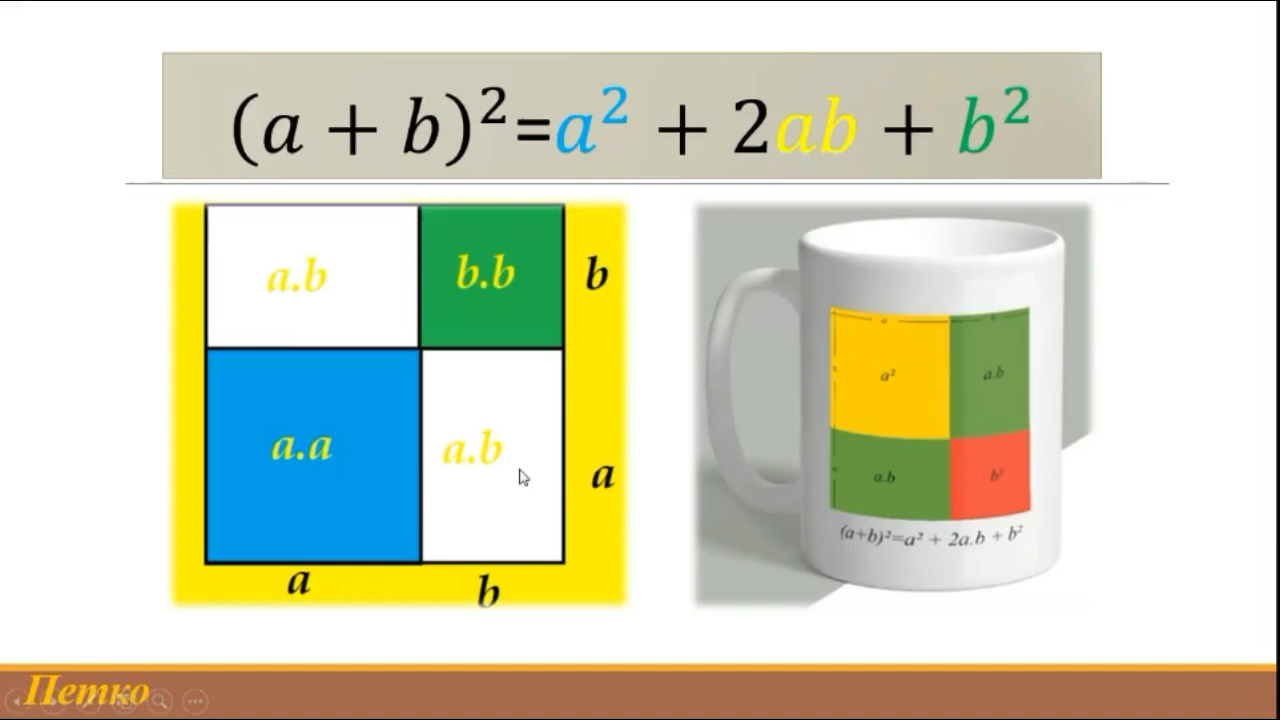 (a + b)²=a² + 2ab + b²
a.b b.b b
a.a a.b a
a b
a b
a² a.b
a.b b²
(a+b)²=a² + 2a.b + b²
Петко